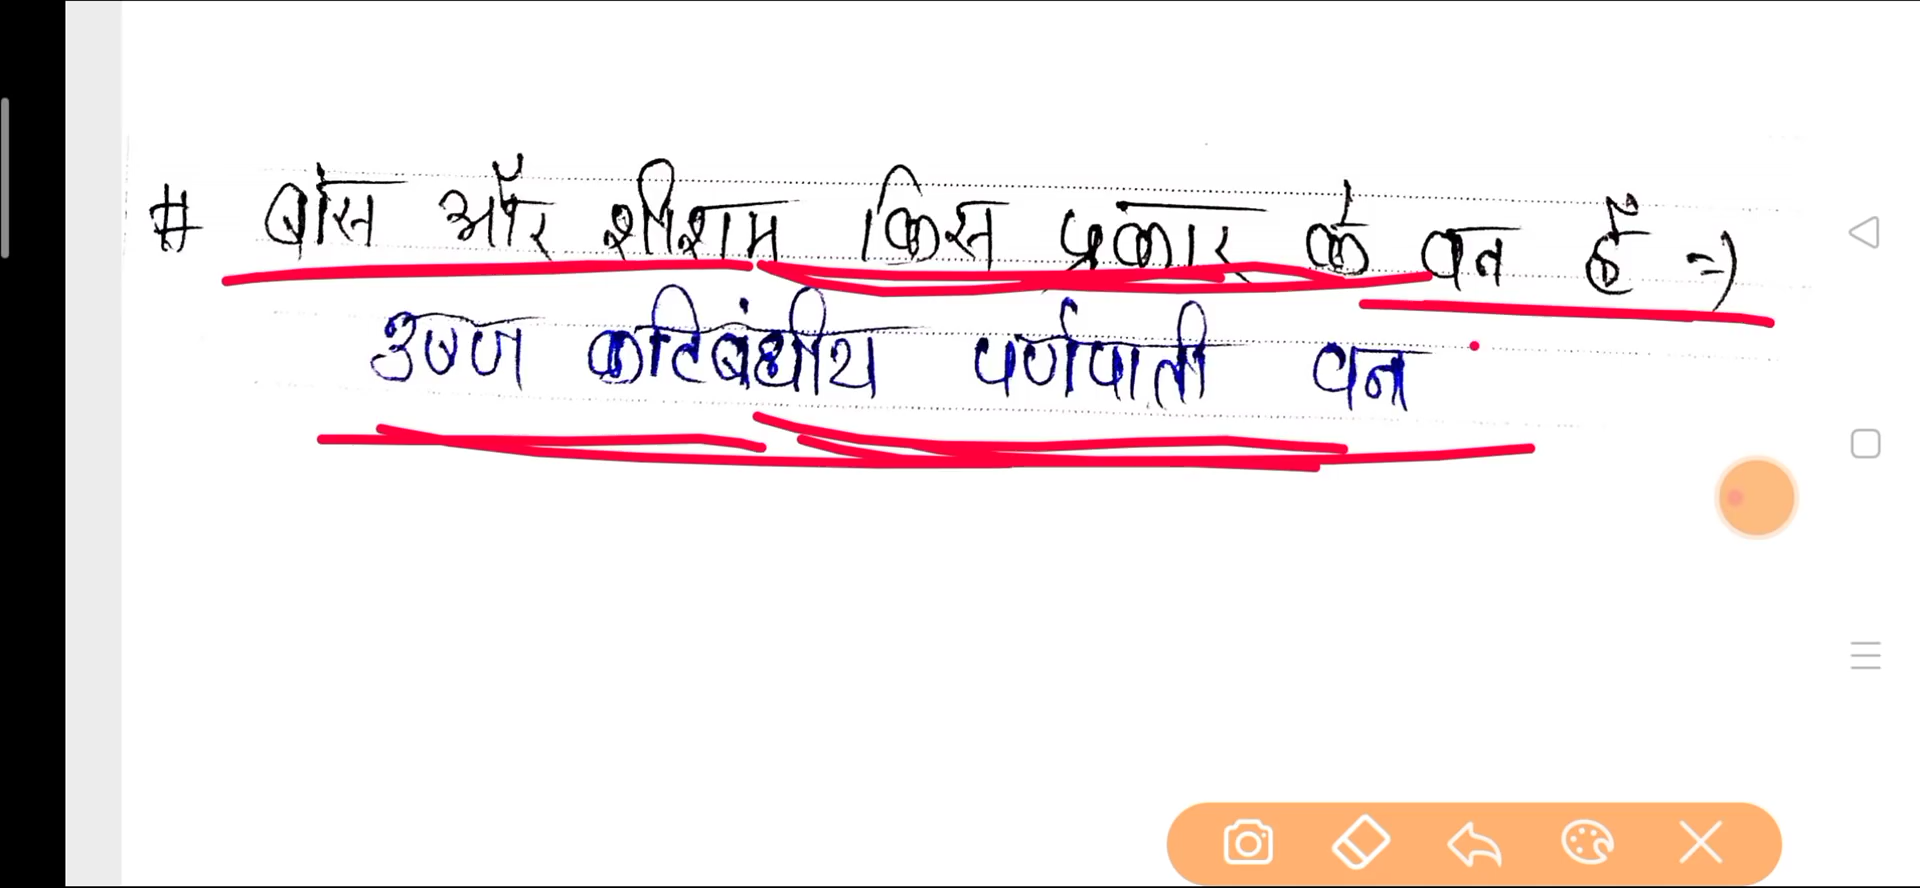 # बांस और शीशम किस प्रकार के वन हैं =)
उष्ण कटिबंधीय पर्णपाती वन